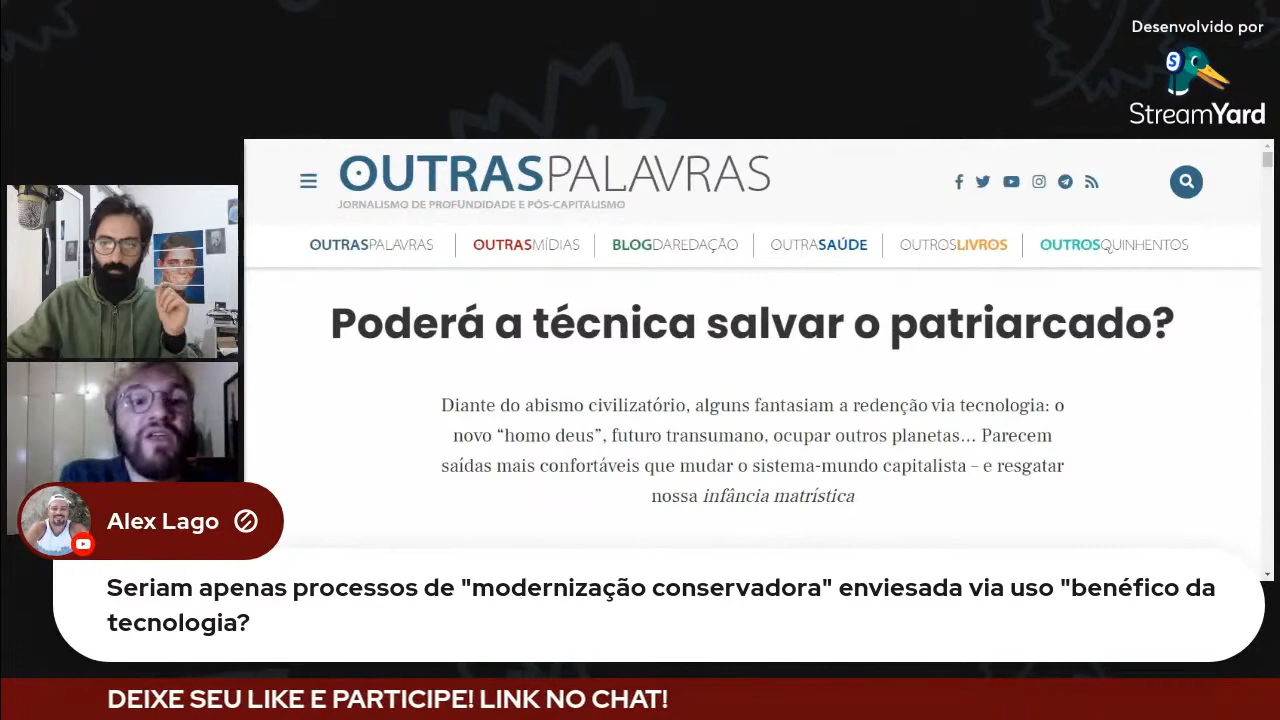 Desenvolvido por
StreamYard
OUTRASPALAVRAS
JORNALISMO DE PROFUNDIDADE E PÓS-CAPITALISMO
OUTRASPALAVRAS OUTRASMÍDIAS BLOGDAREDAÇÃO OUTRASAÚDE OUTROSLIVROS OUTROSQUINHENTOS
Poderá a técnica salvar o patriarcado?
Diante do abismo civilizatório, alguns fantasiam a redenção via tecnologia: o
novo “homo deus”, futuro transumano, ocupar outros planetas… Parecem
saídas mais confortáveis que mudar o sistema-mundo capitalista – e resgatar
nossa infância matrística
Alex Lago
Seriam apenas processos de "modernização conservadora" enviesada via uso "benéfico da
tecnologia?
DEIXE SEU LIKE E PARTICIPE! LINK NO CHAT!